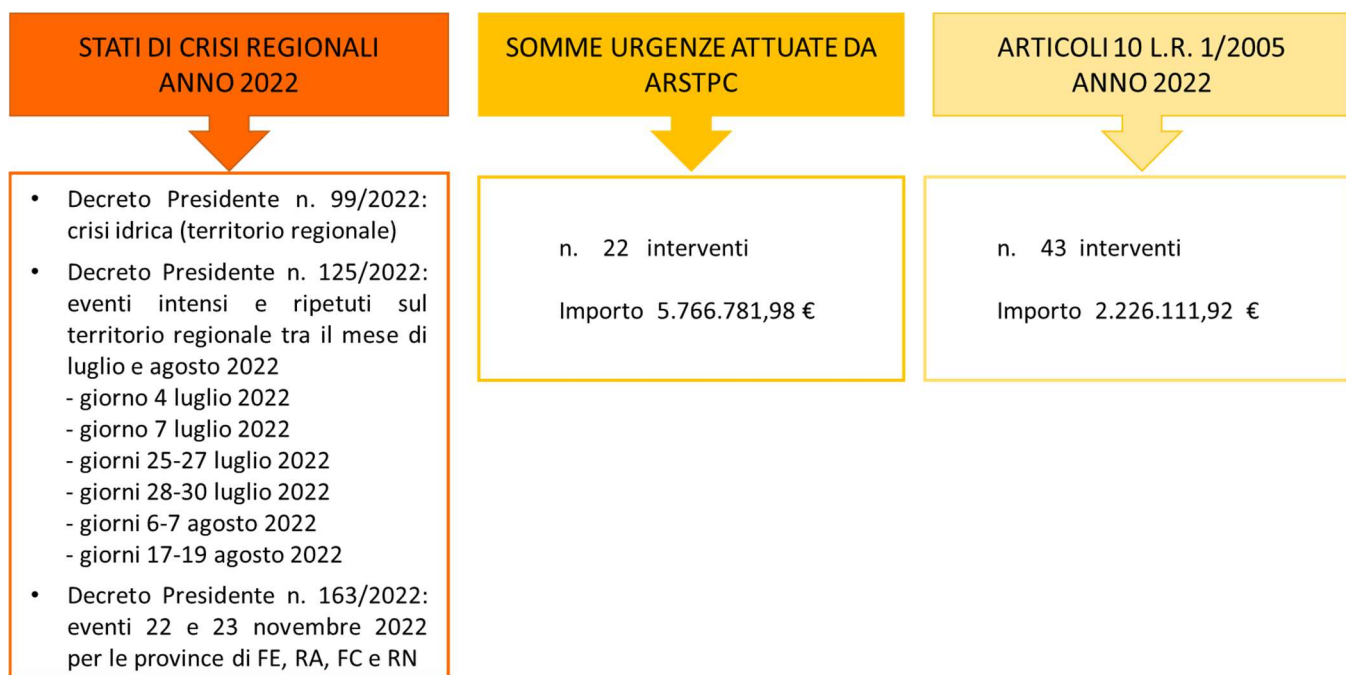 STATI DI CRISI REGIONALI
ANNO 2022
• Decreto Presidente n. 99/2022:
crisi idrica (territorio regionale)
• Decreto Presidente n. 125/2022:
eventi intensi e ripetuti sul
territorio regionale tra il mese di
luglio e agosto 2022
- giorno 4 luglio 2022
- giorno 7 luglio 2022
- giorni 25-27 luglio 2022
- giorni 28-30 luglio 2022
- giorni 6-7 agosto 2022
- giorni 17-19 agosto 2022
• Decreto Presidente n. 163/2022:
eventi 22 e 23 novembre 2022
per le province di FE, RA, FC e RN
SOMME URGENZE ATTUATE DA
ARSTPC
n. 22 interventi
Importo 5.766.781,98 €
ARTICOLI 10 L.R. 1/2005
ANNO 2022
n. 43 interventi
Importo 2.226.111,92 €